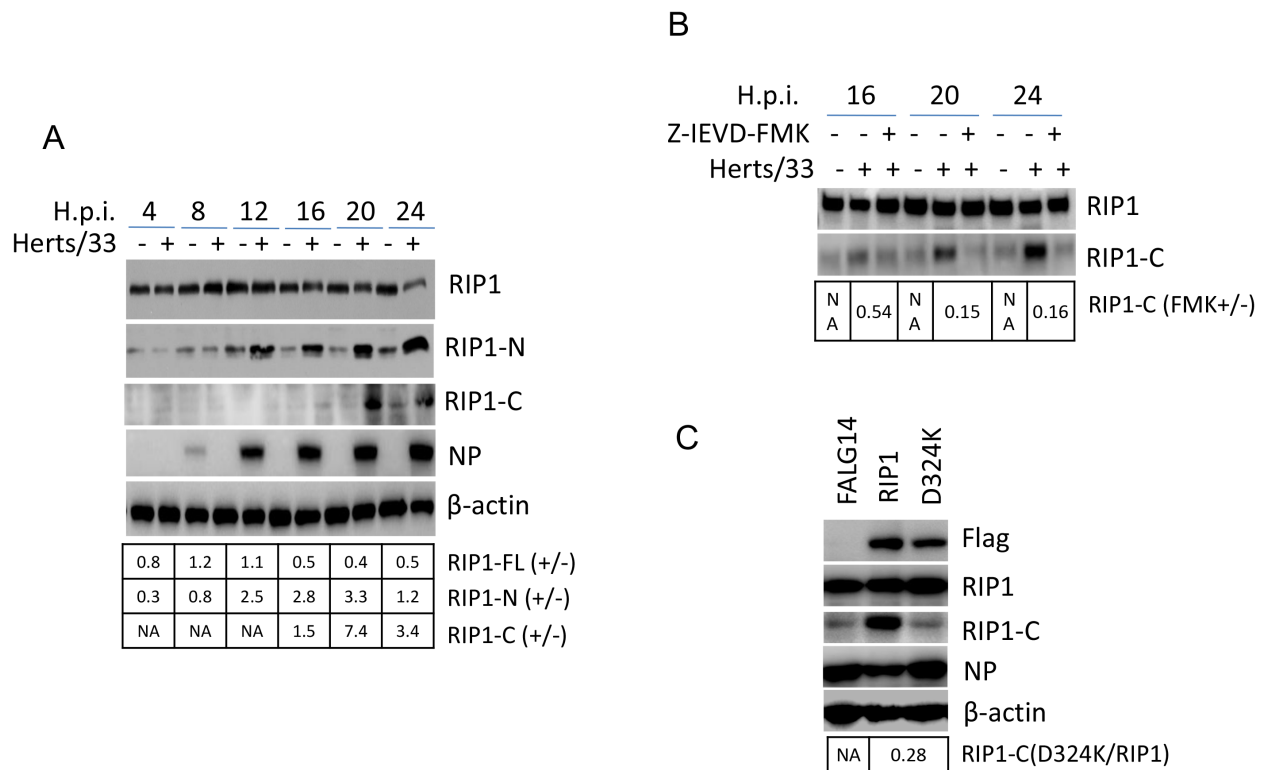 A
H.p.i. 4 8 12 16 20 24
Herts/33 - + - + - + - + - + - +
RIP1
RIP1-N
RIP1-C
NP
β-actin
0.8 1.2 1.1 0.5 0.4 0.5 RIP1-FL (+/-)
0.3 0.8 2.5 2.8 3.3 1.2 RIP1-N (+/-)
NA NA NA 1.5 7.4 3.4 RIP1-C (+/-)
B
H.p.i. 16 20 24
Z-IEVD-FMK - - + - - + - - +
Herts/33 - + + - + + - + +
RIP1
RIP1-C
NA 0.54 NA 0.15 NA 0.16 RIP1-C (FMK+/-)
C
FALG14 RIP1 D324K
Flag
RIP1
RIP1-C
NP
β-actin
NA 0.28 RIP1-C(D324K/RIP1)